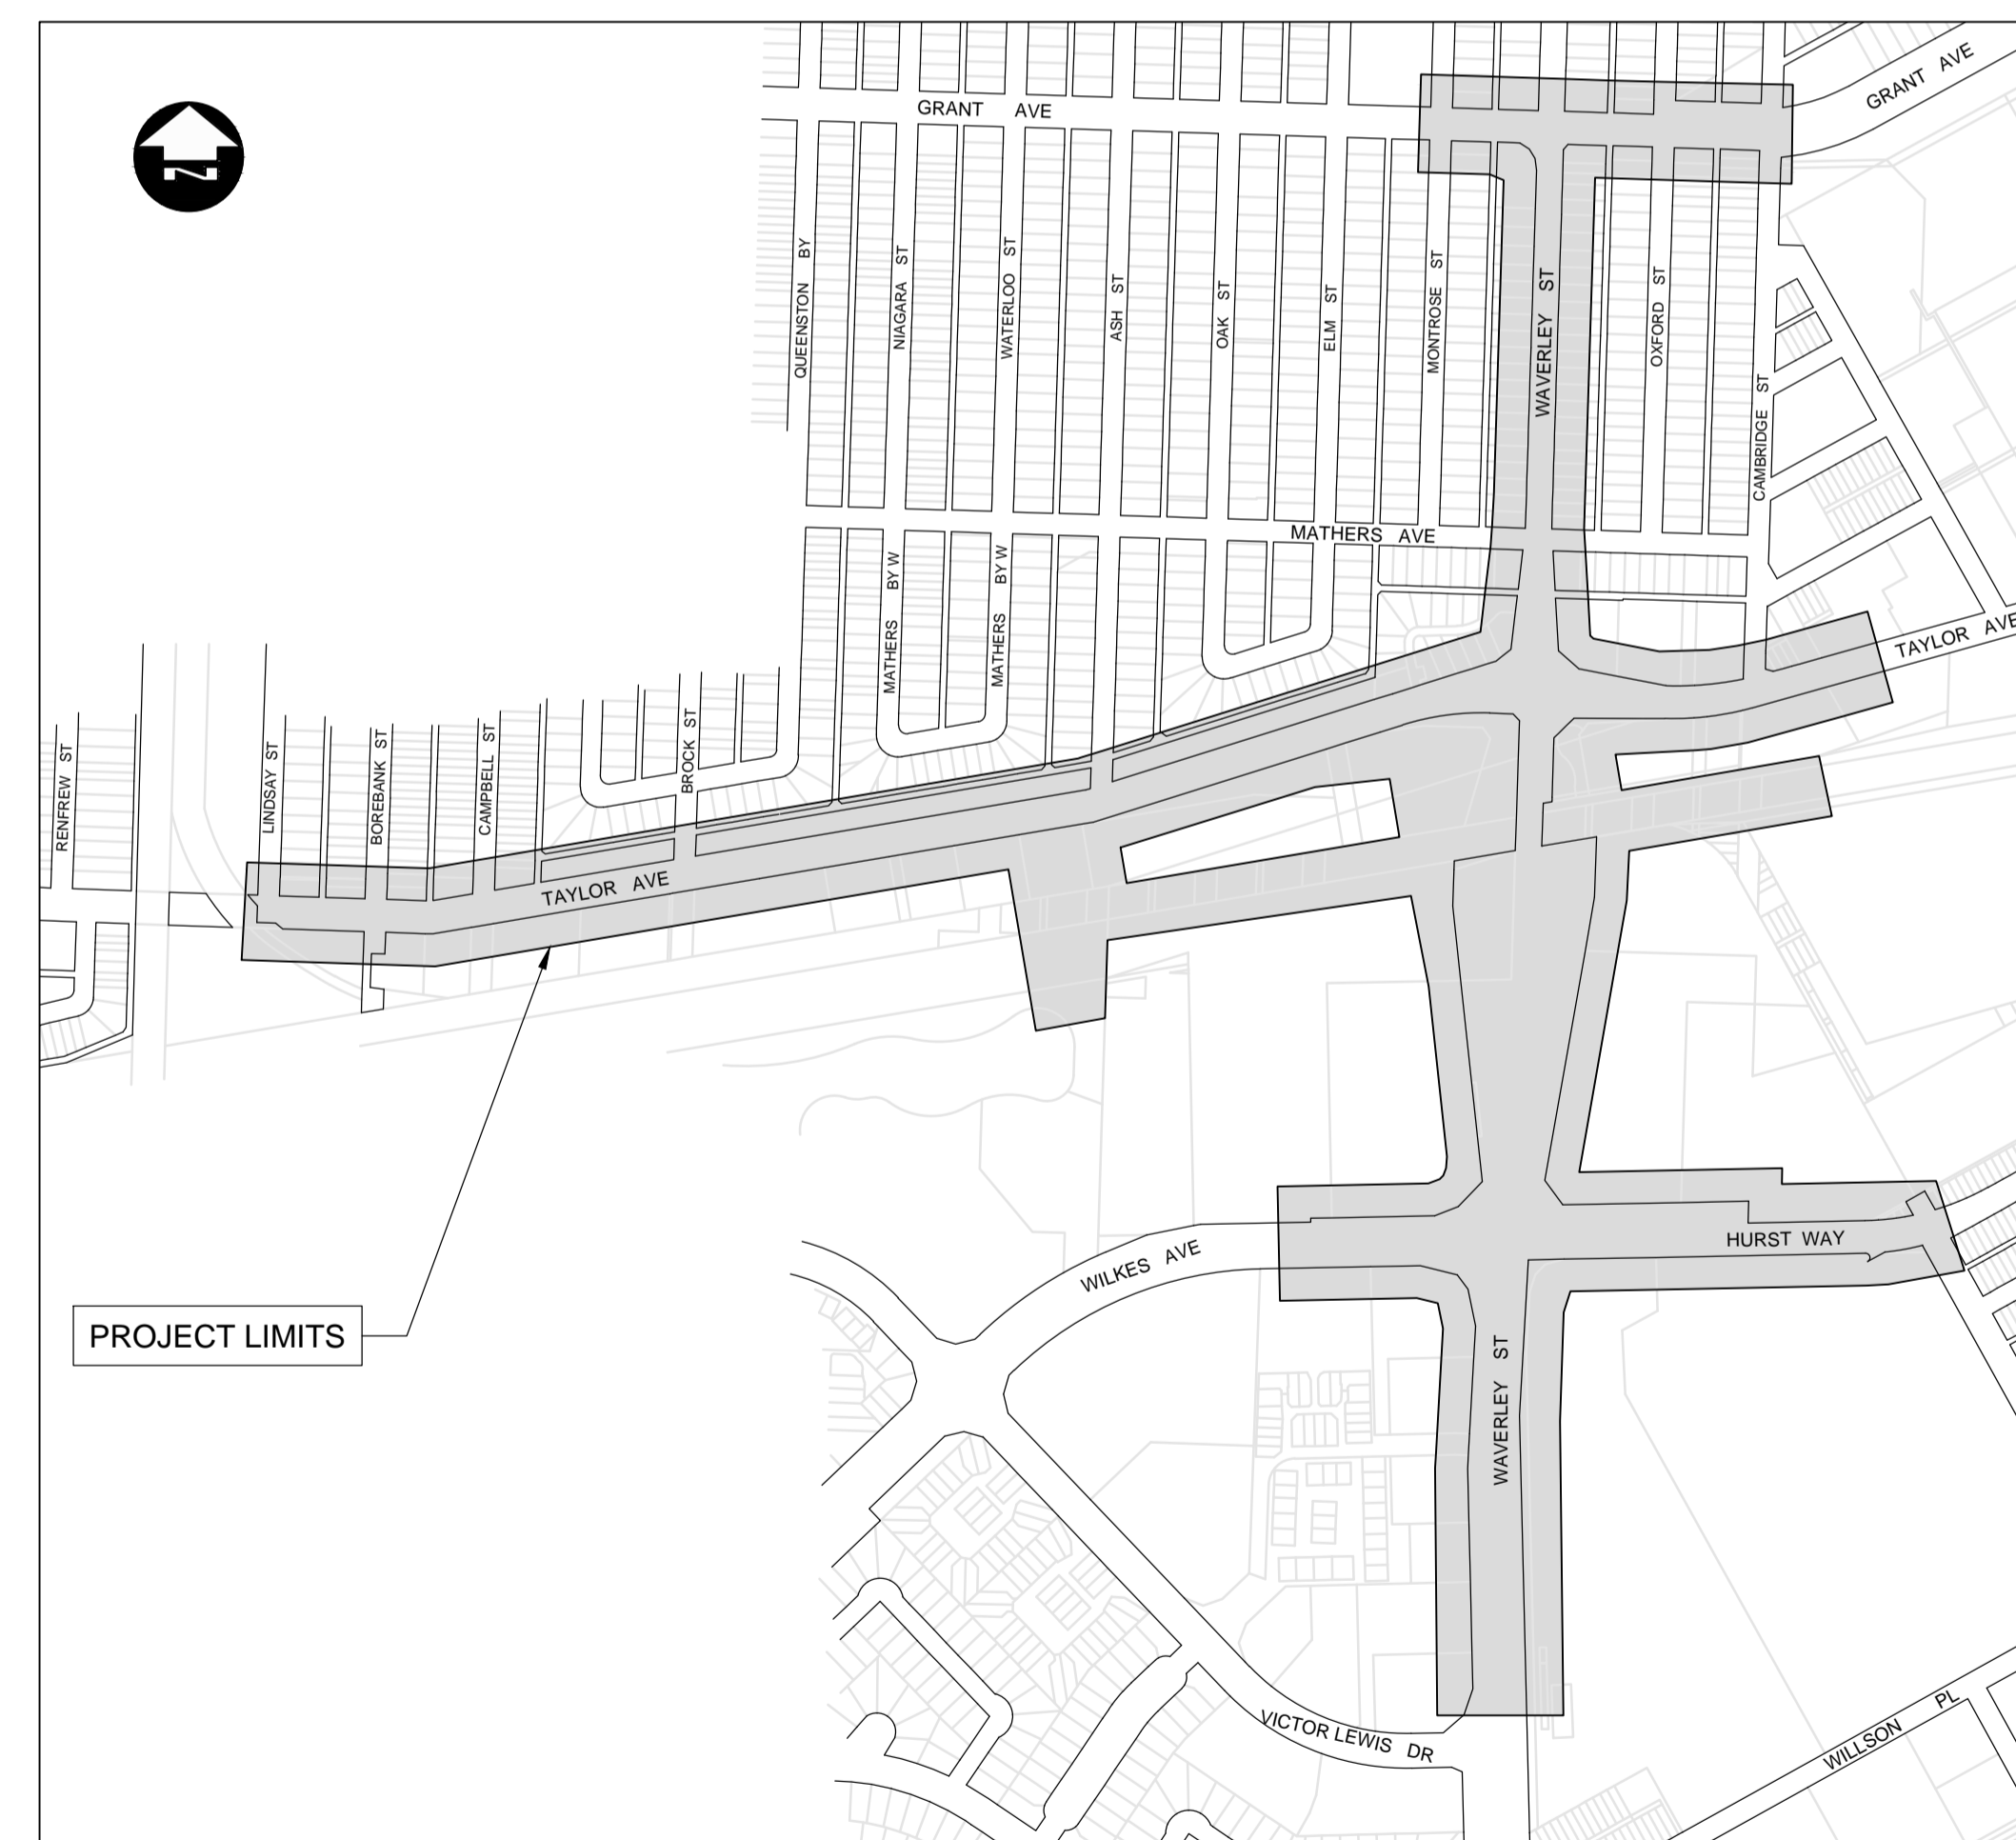 GRANT AVE
GRANT AVE
N
QUEENSTON BY
NIAGARA ST
WATERLOO ST
ASH ST
OAK ST
ELM ST
MONTROSE ST
WAVERLEY ST
OXFORD ST
CAMBRIDGE ST
MATHERS AVE
MATHERS BY W
MATHERS BY W
TAYLOR AVE
RENFREW ST
LINDSAY ST
BOREBANK ST
CAMPBELL ST
BROCK ST
TAYLOR AVE
HURST WAY
WILKES AVE
PROJECT LIMITS
WAVERLEY ST
VICTOR LEWIS DR
WILLSON PL